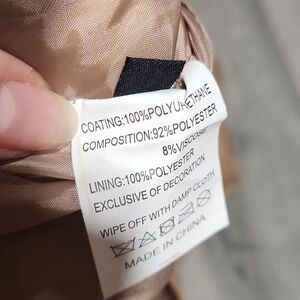 COATING:100%POLYURETHANE
COMPOSITION:92%POLYESTER
8%VISCOSE
LINING:100%POLYESTER
EXCLUSIVE OF DECORATION
WIPE OFF WITH DAMP CLOTH
MADE IN CHINA